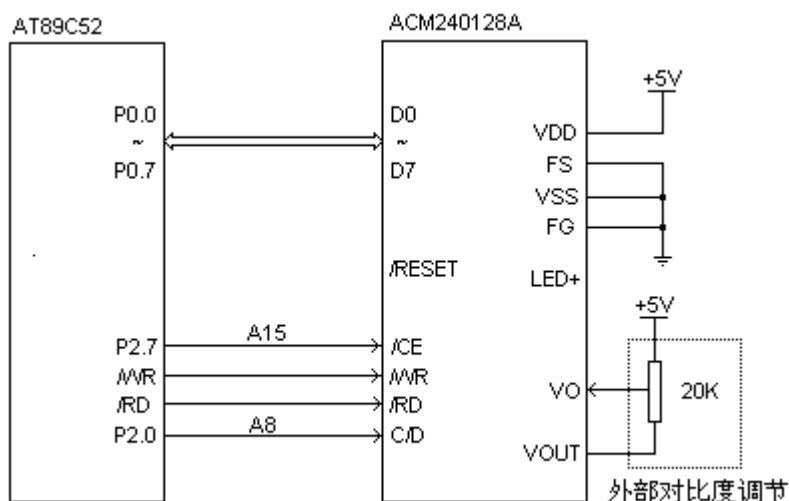 AT89C52
ACM240128A
P0.0
~
P0.7
D0
~
D7
/RESET
P2.7
A15
/CE
/WR
/WR
/RD
/RD
P2.0
A8
C/D
+5V
VDD
FS
VSS
FG
LED+
+5V
VO
20K
VOUT
外部对比度调节